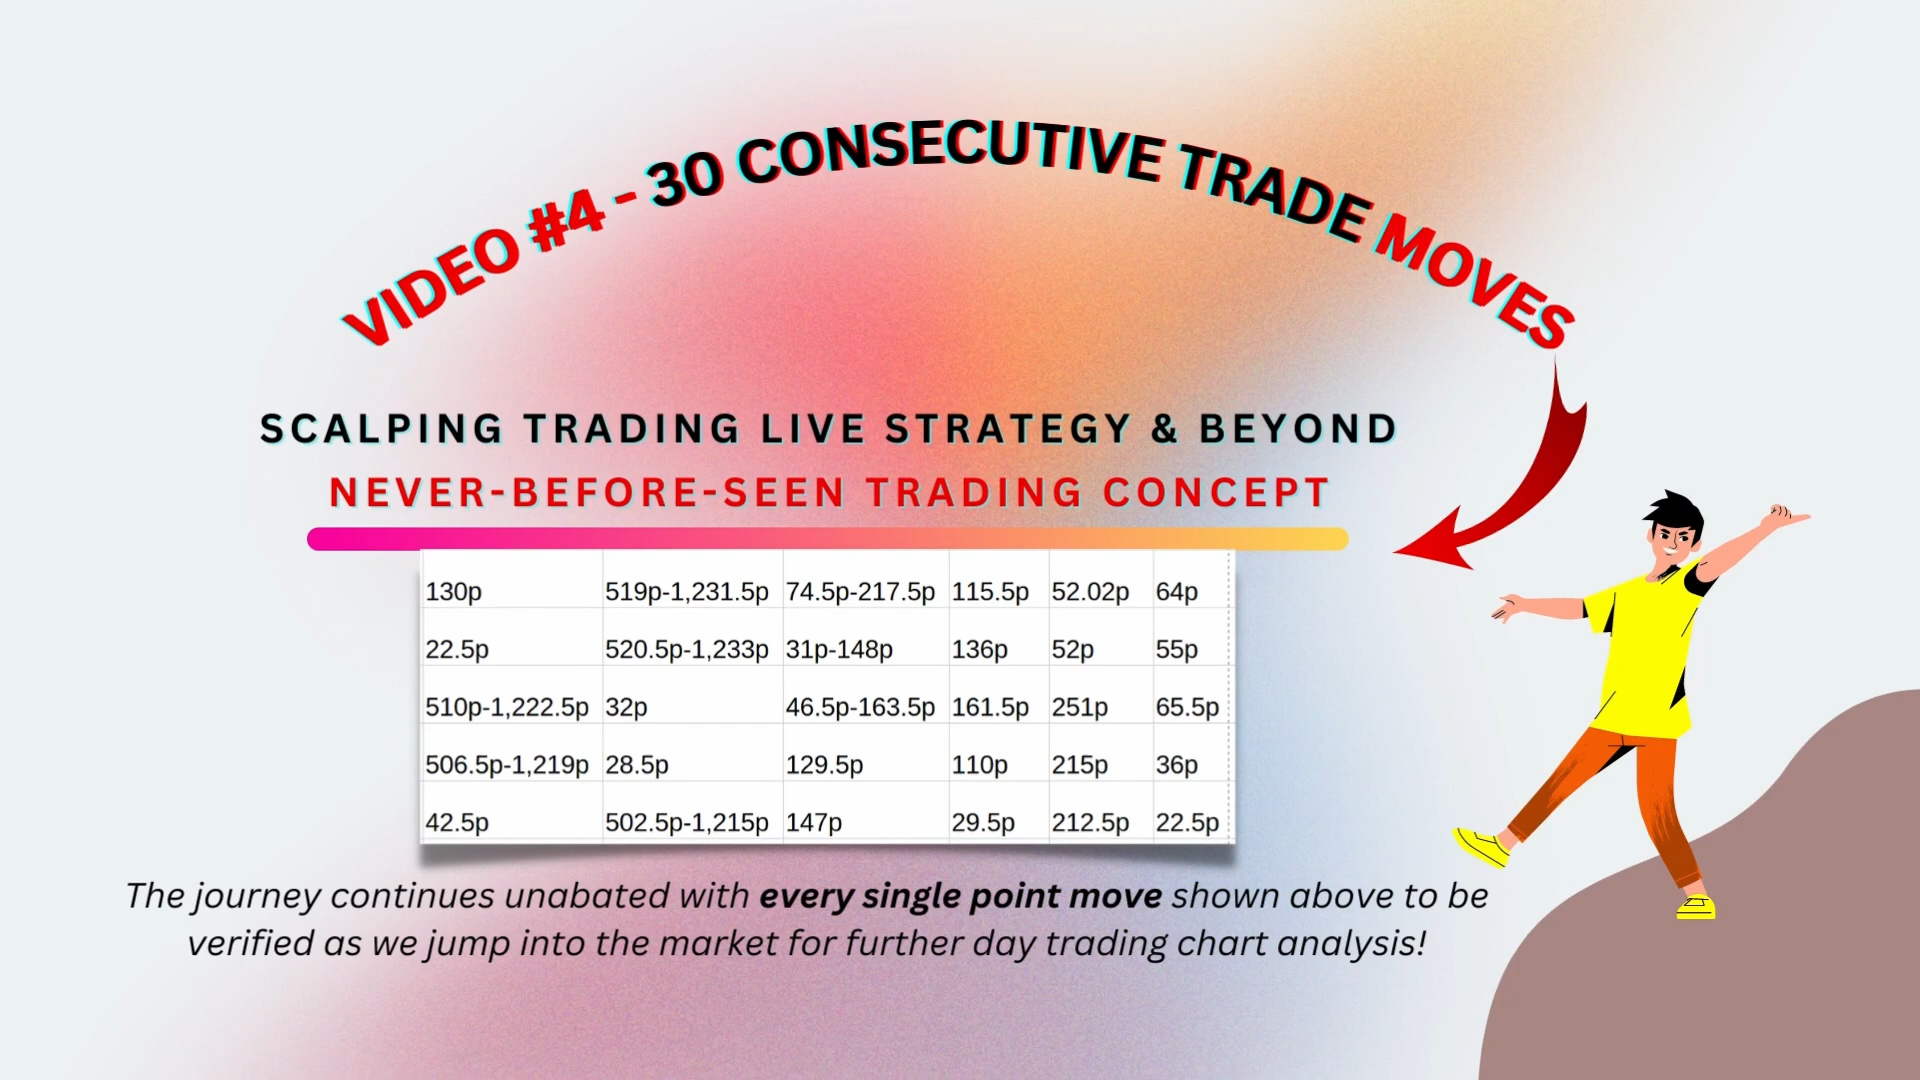 VIDEO #4 - 30 CONSECUTIVE TRADE MOVES
SCALPING TRADING LIVE STRATEGY & BEYOND
NEVER-BEFORE-SEEN TRADING CONCEPT
130p 519p-1,231.5p 74.5p-217.5p 115.5p 52.02p 64p
22.5p 520.5p-1,233p 31p-148p 136p 52p 55p
510p-1,222.5p 32p 46.5p-163.5p 161.5p 251p 65.5p
506.5p-1,219p 28.5p 129.5p 110p 215p 36p
42.5p 502.5p-1,215p 147p 29.5p 212.5p 22.5p
The journey continues unabated with every single point move shown above to be
verified as we jump into the market for further day trading chart analysis!